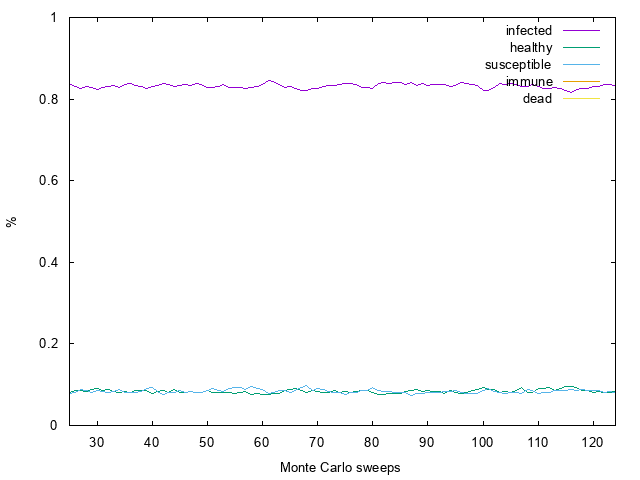 1
0.8
0.6
0.4
0.2
0
%
30 40 50 60 70 80 90 100 110 120
Monte Carlo sweeps
infected
healthy
susceptible
immune
dead